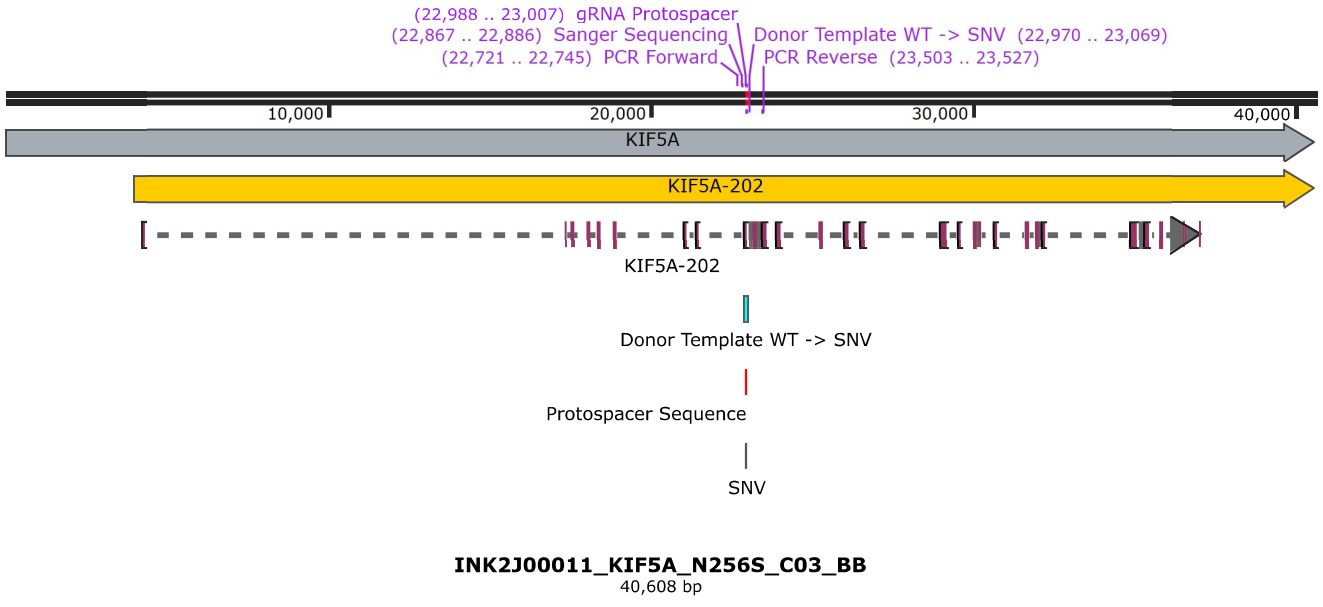 (22,988 .. 23,007) gRNA Protospacer
(22,867 .. 22,886) Sanger Sequencing
Donor Template WT -> SNV (22,970 .. 23,069)
(22,721 .. 22,745) PCR Forward
PCR Reverse (23,503 .. 23,527)
10,000 20,000 30,000 40,000
KIF5A
KIF5A-202
KIF5A-202
Donor Template WT -> SNV
Protospacer Sequence
SNV
INK2J00011_KIF5A_N256S_C03_BB
40,608 bp